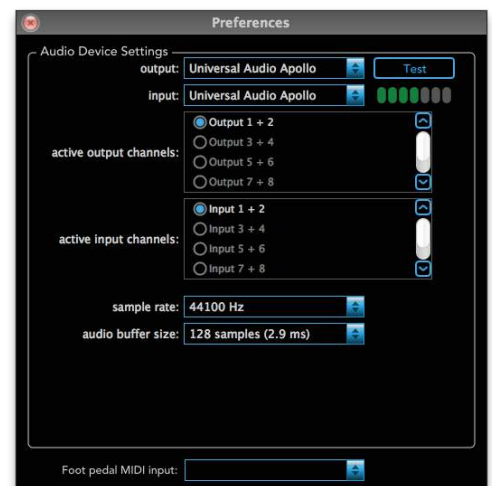 Preferences
Audio Device Settings
output: Universal Audio Apollo Test
input: Universal Audio Apollo
active output channels:
Output 1 + 2
Output 3 + 4
Output 5 + 6
Output 7 + 8
active input channels:
Input 1 + 2
Input 3 + 4
Input 5 + 6
Input 7 + 8
sample rate: 44100 Hz
audio buffer size: 128 samples (2.9 ms)
Foot pedal MIDI input: